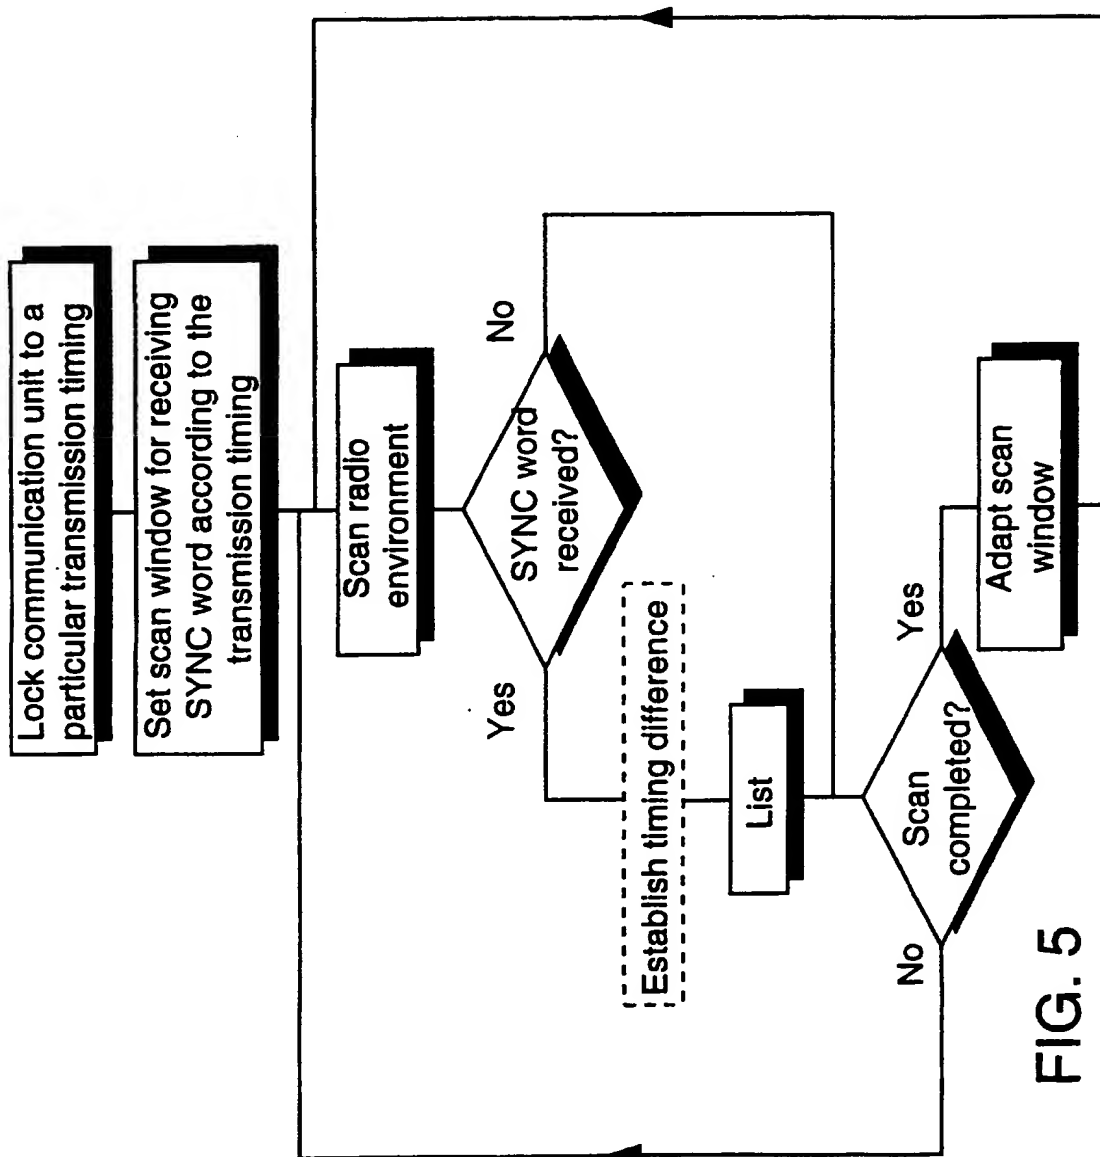 Lock communication unit to a
particular transmission timing
Set scan window for receiving
SYNC word according to the
transmission timing
Scan radio
environment
SYNC word
received?
Yes
No
Establish timing difference
List
Scan
completed?
No
Yes
Adapt scan
window
FIG. 5